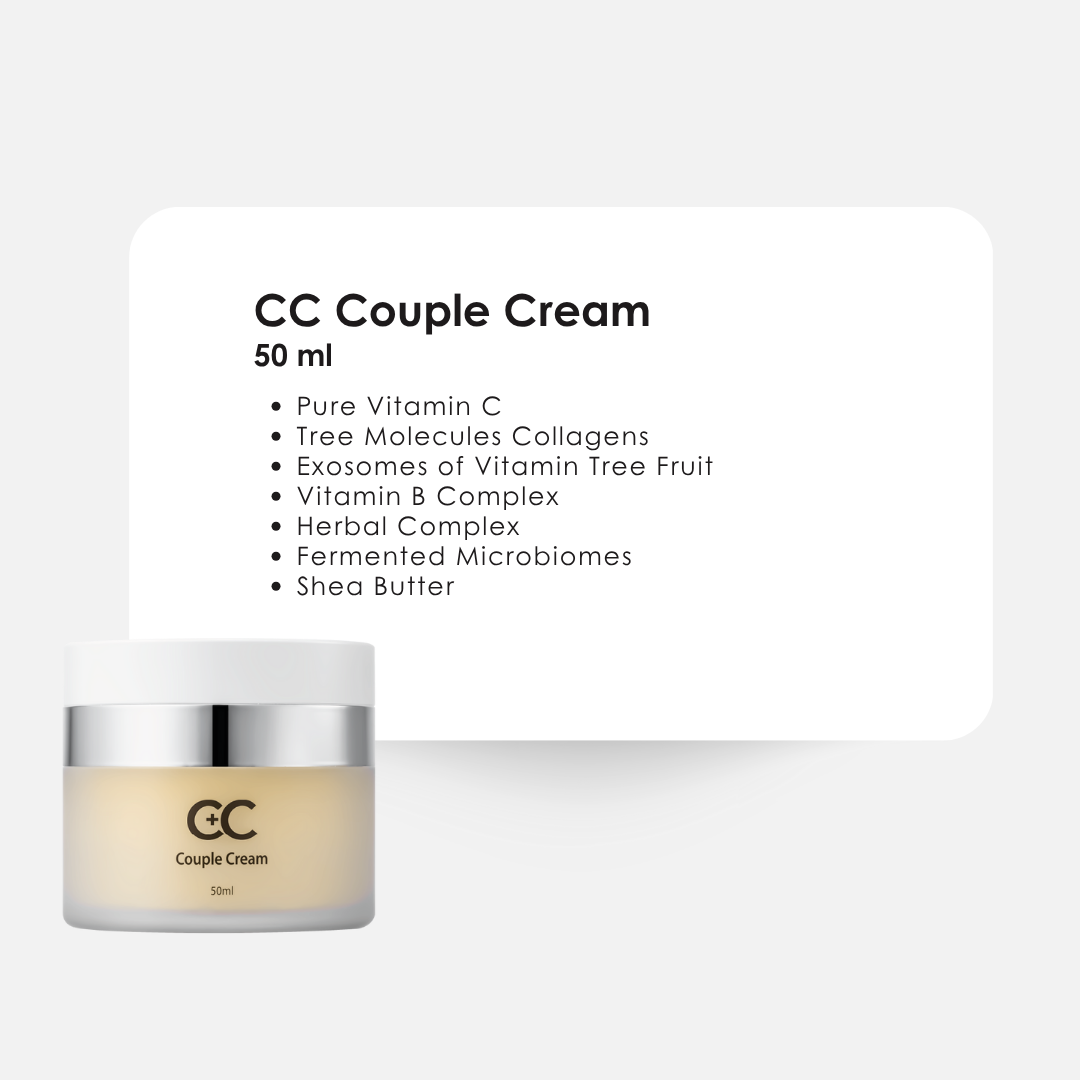 CC Couple Cream
50 ml
• Pure Vitamin C
• Tree Molecules Collagens
• Exosomes of Vitamin Tree Fruit
• Vitamin B Complex
• Herbal Complex
• Fermented Microbiomes
• Shea Butter
C+C
Couple Cream
50ml